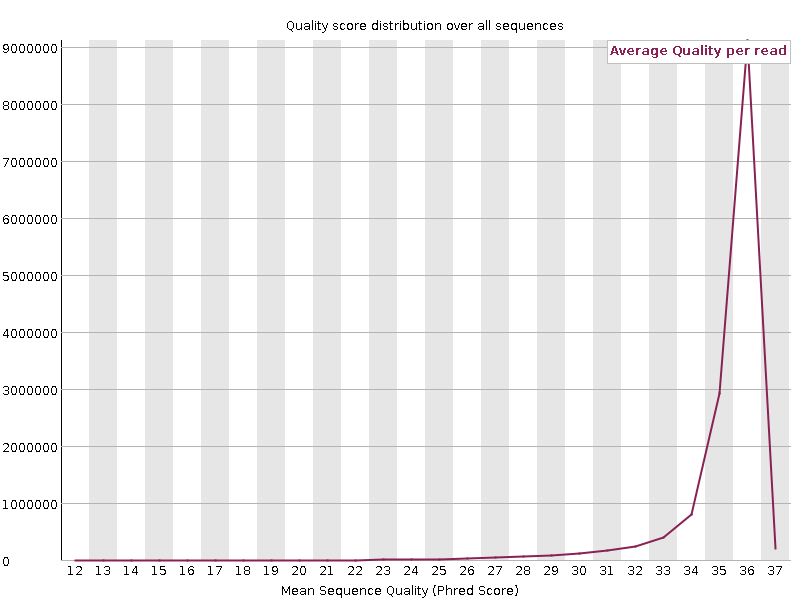 Quality score distribution over all sequences
Average Quality per read
9000000
8000000
7000000
6000000
5000000
4000000
3000000
2000000
1000000
0
12 13 14 15 16 17 18 19 20 21 22 23 24 25 26 27 28 29 30 31 32 33 34 35 36 37
Mean Sequence Quality (Phred Score)